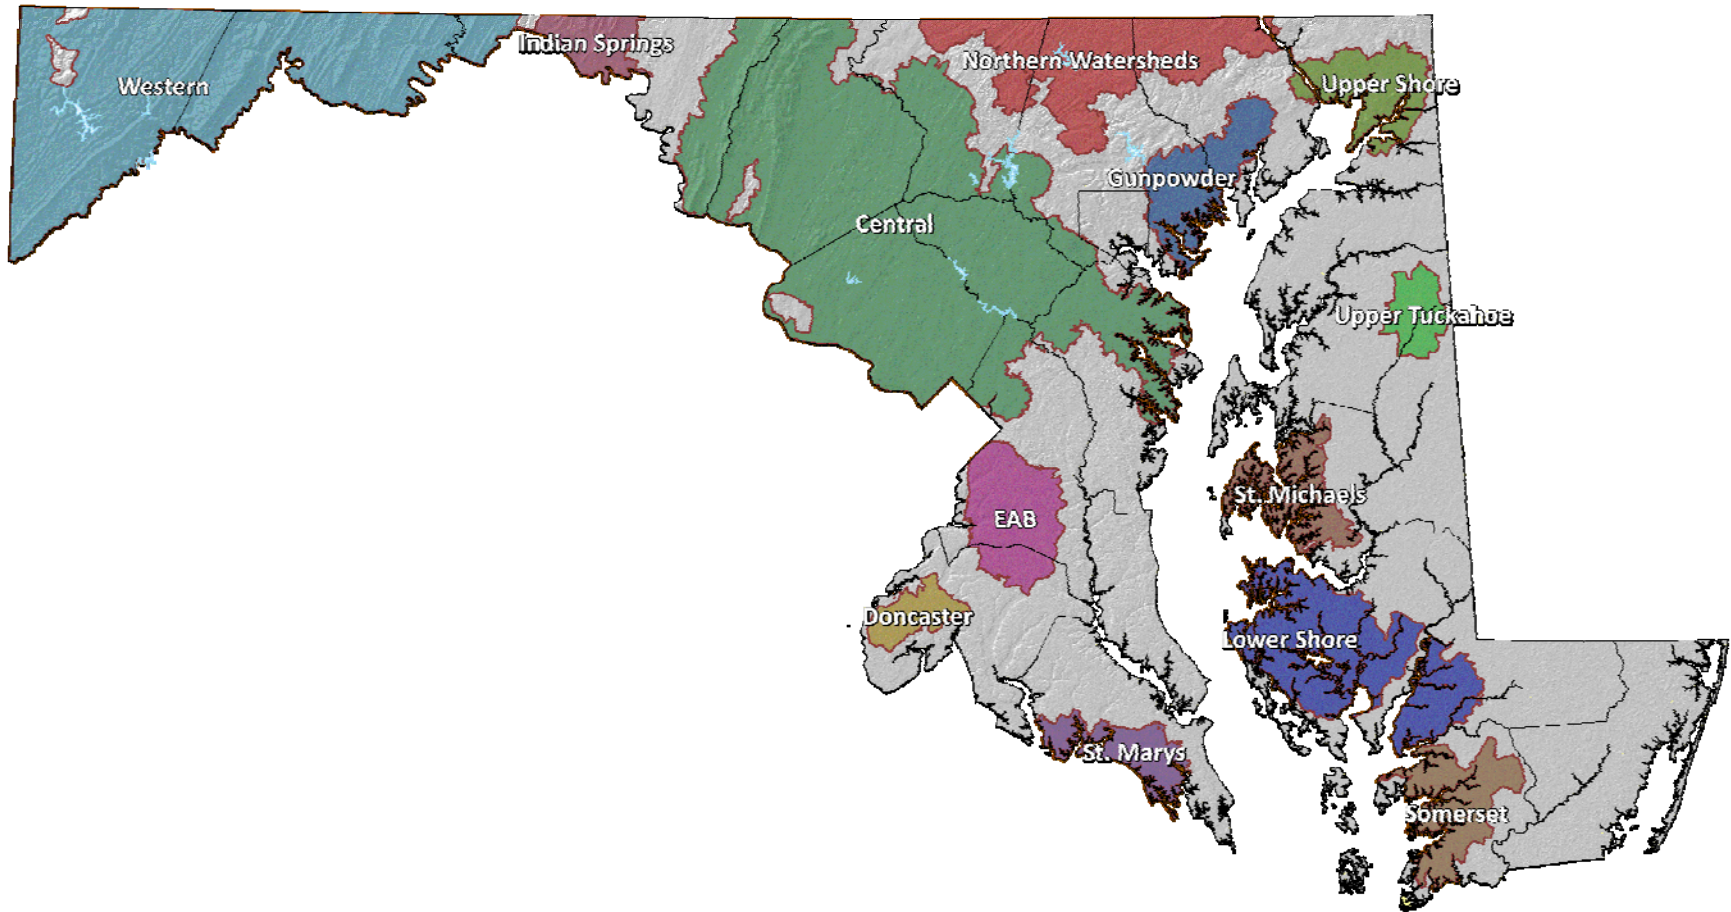 Indian Springs
Northern Watersheds
Western
Upper Shore
Gunpowder
Central
Upper Tuckahoe
St. Michaels
EAB
Doncaster
Lower Shore
St. Marys
Somerset